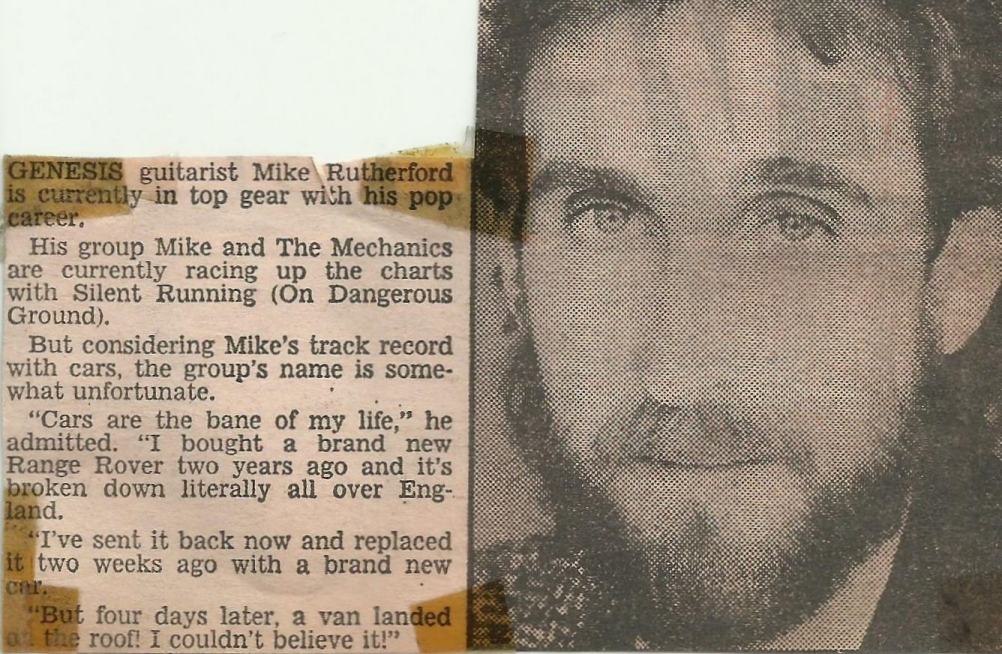 GENESIS guitarist Mike Rutherford
is currently in top gear with his pop
career.
His group Mike and The Mechanics
are currently racing up the charts
with Silent Running (On Dangerous
Ground).
But considering Mike's track record
with cars, the group's name is some-
what unfortunate.
"Cars are the bane of my life," he
admitted. "I bought a brand new
Range Rover two years ago and it's
broken down literally all over Eng-
land.
"I've sent it back now and replaced
it two weeks ago with a brand new
car.
"But four days later, a van landed
on the roof! I couldn't believe it!"